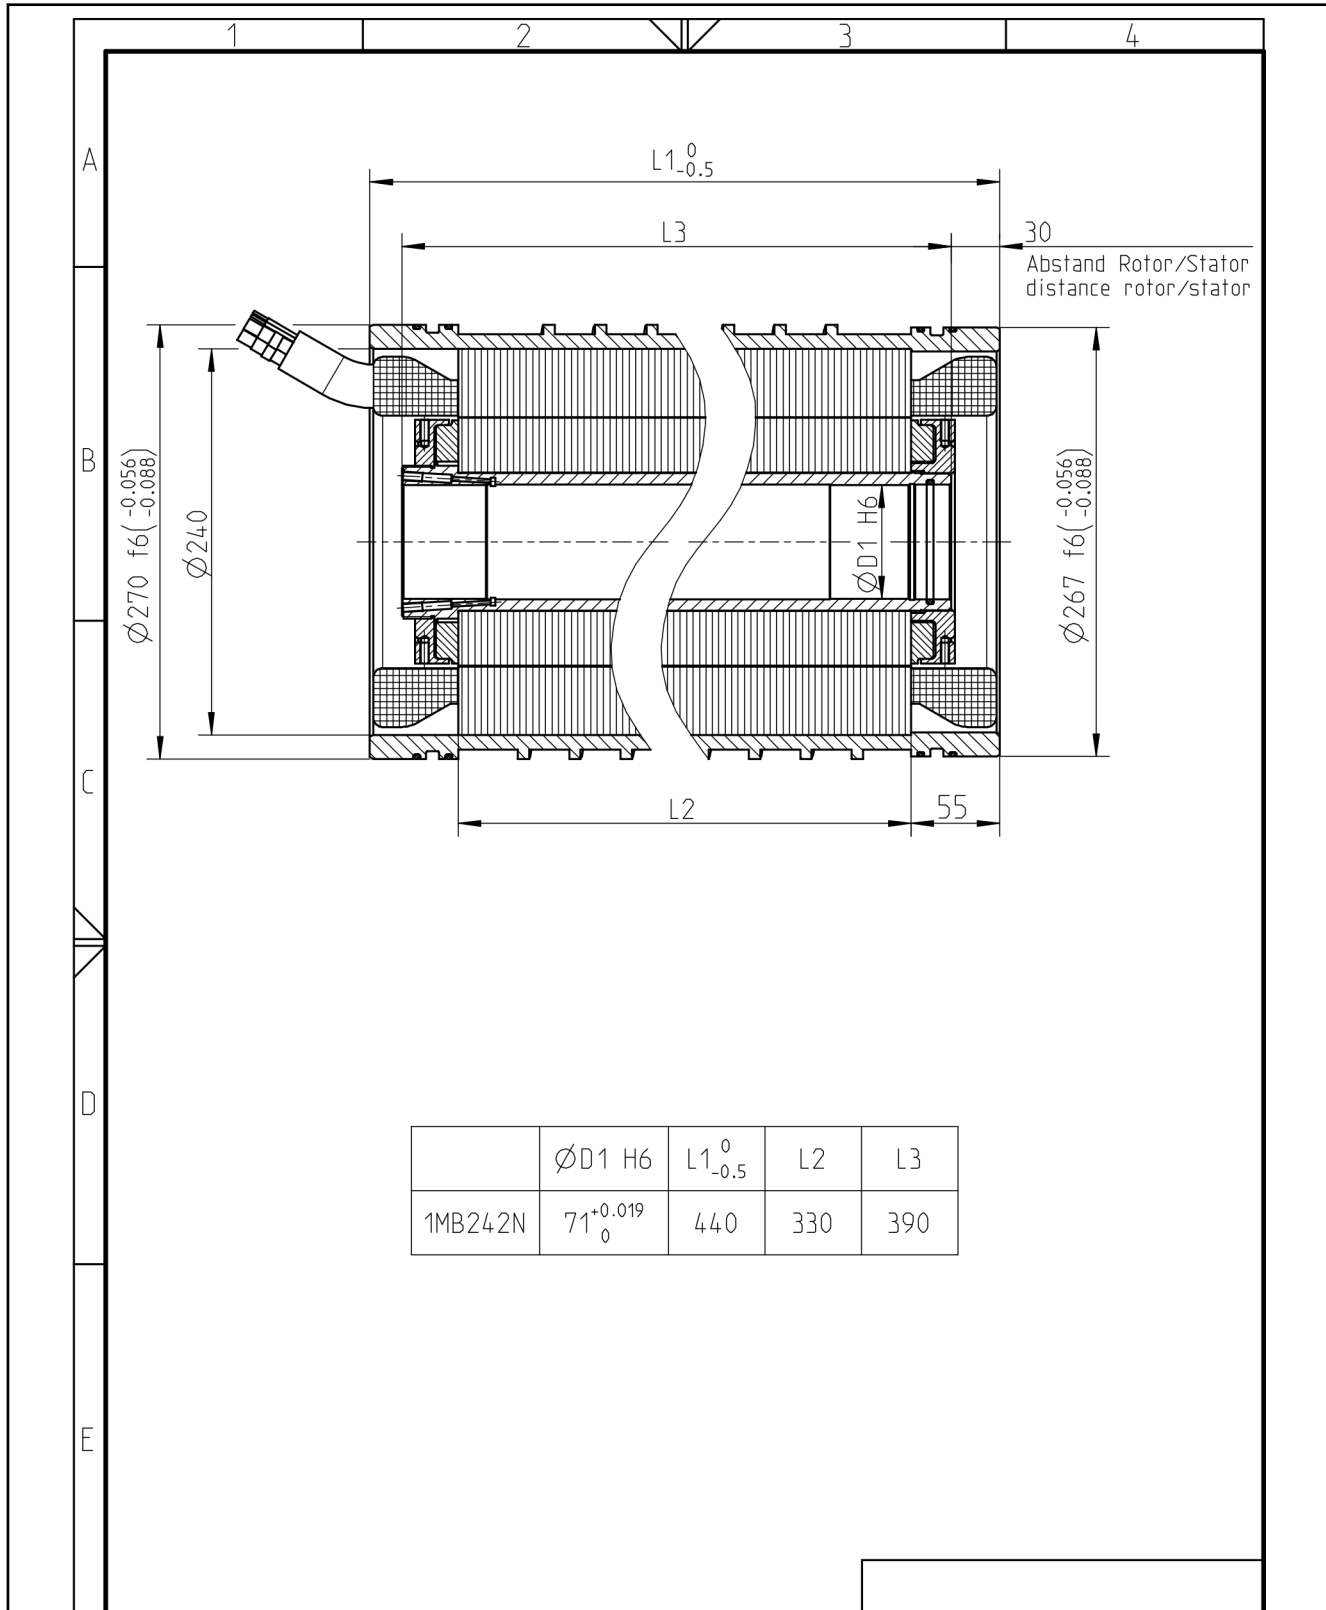 1 2 3 4
A
B
C
D
E
L1 0 -0.5
L3
30
Abstand Rotor/Stator
distance rotor/stator
Ø270 f6(-0.056 -0.088)
Ø240
ØD1 H6
Ø267 f6(-0.056 -0.088)
L2
55
ØD1 H6 L1 0 -0.5 L2 L3
1MB242N 71 +0.019 0 440 330 390